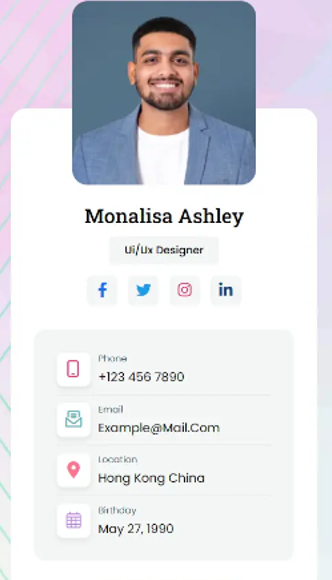 Monalisa Ashley
Ui/Ux Designer
Phone
+123 456 7890
Email
Example@Mail.Com
Location
Hong Kong China
Birthday
May 27, 1990